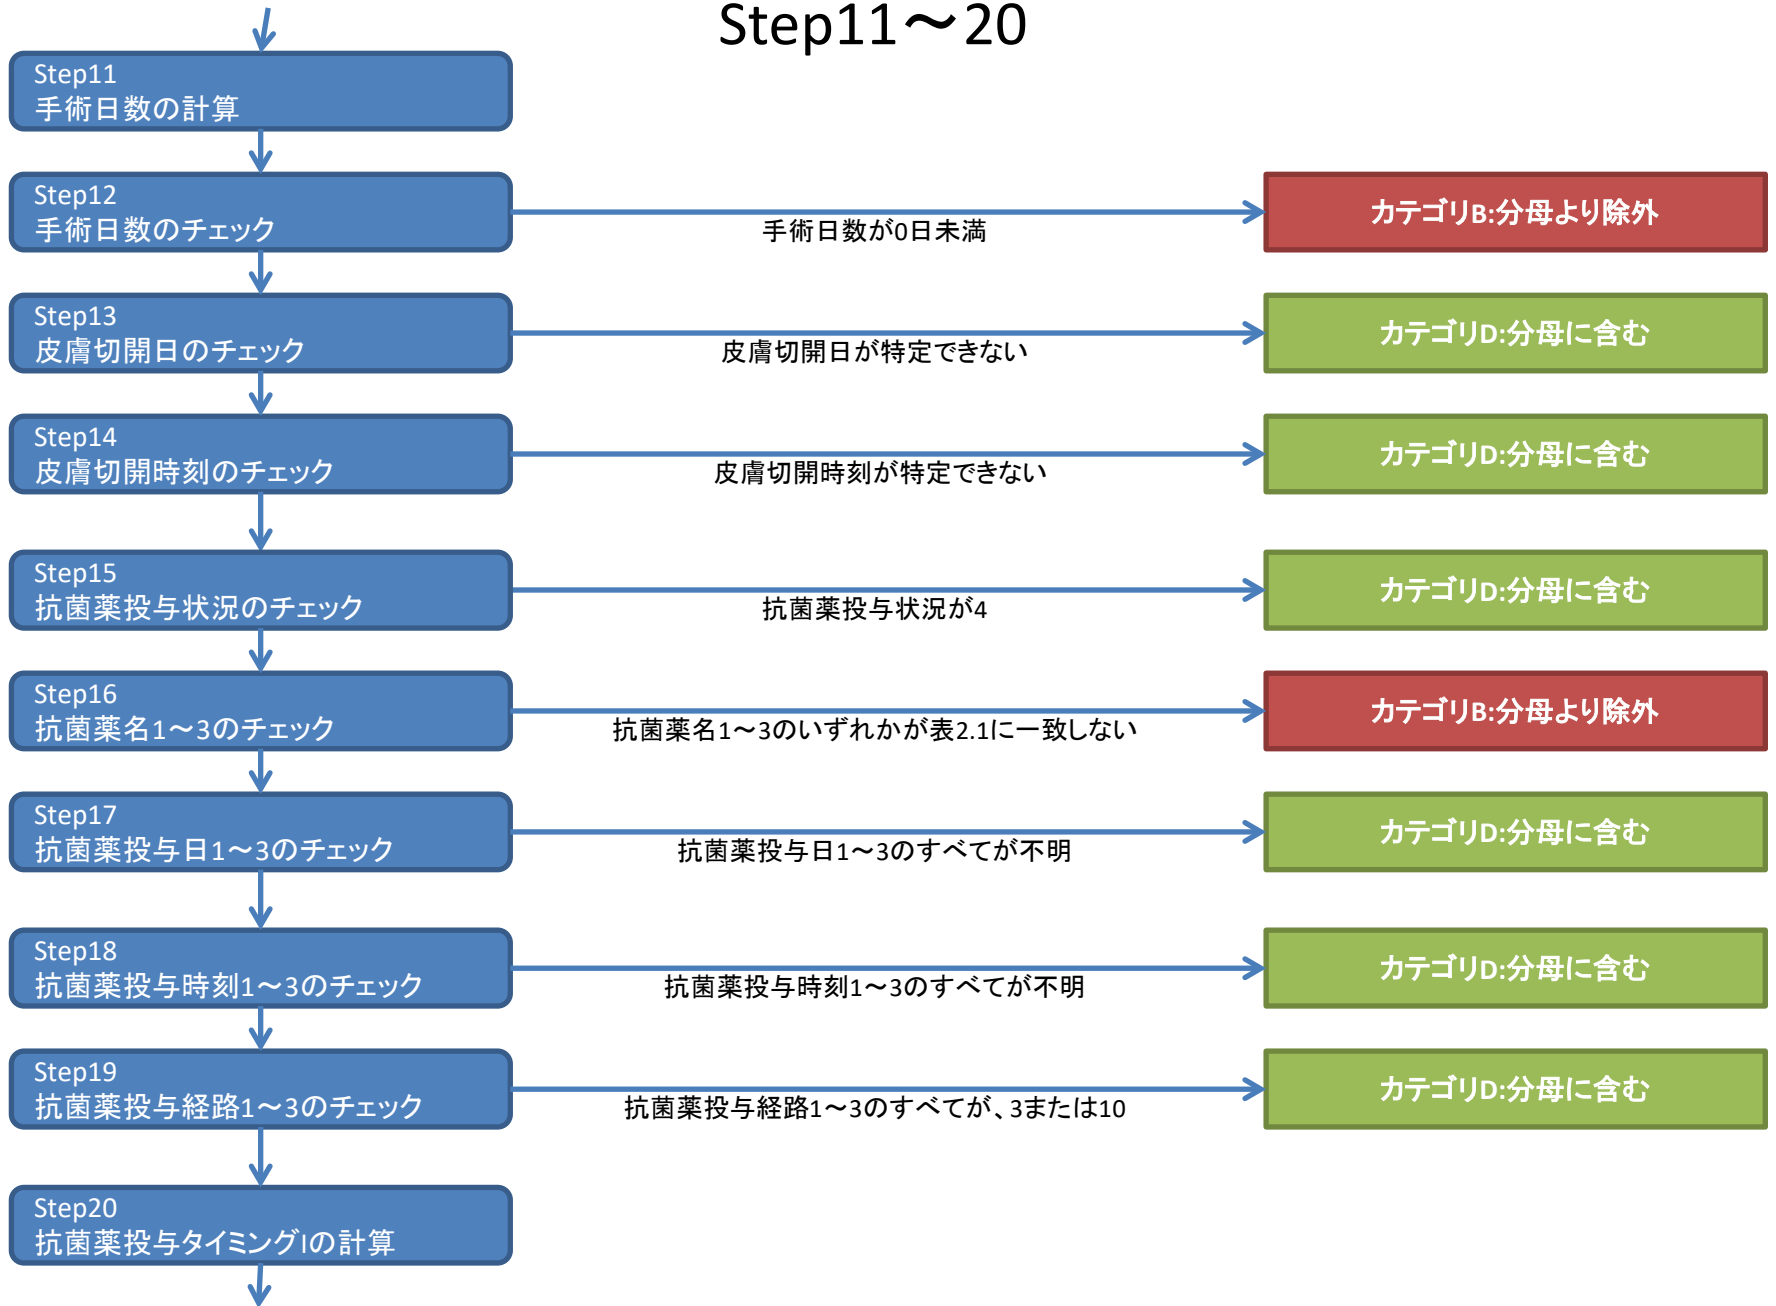 Step11～20
Step11
手術日数の計算
Step12
手術日数のチェック
手術日数が0日未満
カテゴリB:分母より除外
Step13
皮膚切開日のチェック
皮膚切開日が特定できない
カテゴリD:分母に含む
Step14
皮膚切開時刻のチェック
皮膚切開時刻が特定できない
カテゴリD:分母に含む
Step15
抗菌薬投与状況のチェック
抗菌薬投与状況が4
カテゴリD:分母に含む
Step16
抗菌薬名1～3のチェック
抗菌薬名1～3のいずれかが表2.1に一致しない
カテゴリB:分母より除外
Step17
抗菌薬投与日1～3のチェック
抗菌薬投与日1～3のすべてが不明
カテゴリD:分母に含む
Step18
抗菌薬投与時刻1～3のチェック
抗菌薬投与時刻1～3のすべてが不明
カテゴリD:分母に含む
Step19
抗菌薬投与経路1～3のチェック
抗菌薬投与経路1～3のすべてが、3または10
カテゴリD:分母に含む
Step20
抗菌薬投与タイミングIの計算